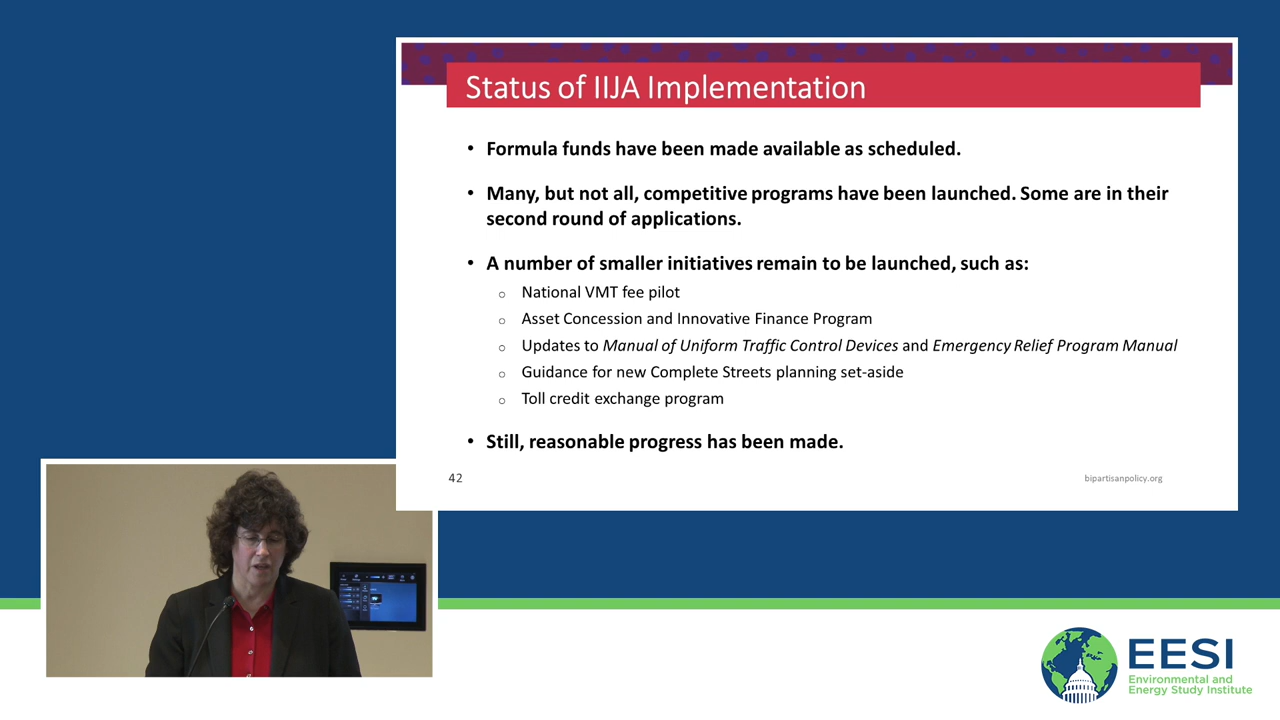 Status of IIJA Implementation
• Formula funds have been made available as scheduled.
• Many, but not all, competitive programs have been launched. Some are in their
second round of applications.
• A number of smaller initiatives remain to be launched, such as:
o National VMT fee pilot
o Asset Concession and Innovative Finance Program
o Updates to Manual of Uniform Traffic Control Devices and Emergency Relief Program Manual
o Guidance for new Complete Streets planning set-aside
o Toll credit exchange program
• Still, reasonable progress has been made.
42
bipartisanpolicy.org
EESI
Environmental and
Energy Study Institute